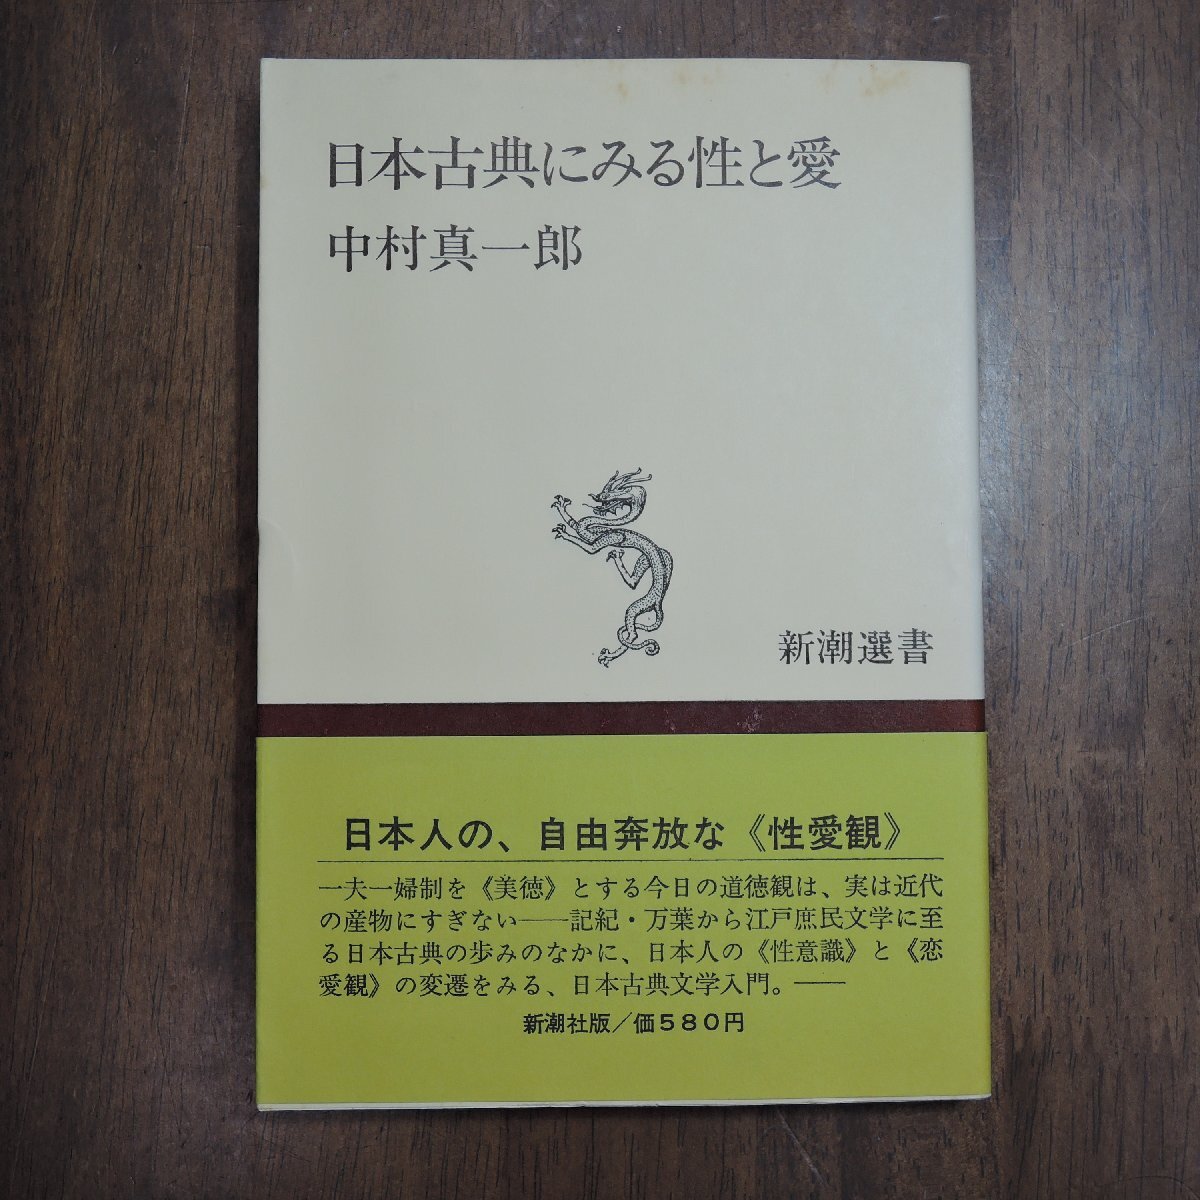 日本古典にみる性と愛
中村真一郎
新潮選書
日本人の、自由奔放な《性愛観》
一夫一婦制を《美徳》とする今日の道徳観は、実は近代
の産物にすぎない――記紀・万葉から江戸庶民文学に至
る日本古典の歩みのなかに、日本人の《性意識》と《恋
愛観》の変遷をみる、日本古典文学入門。――
新潮社版／価580円